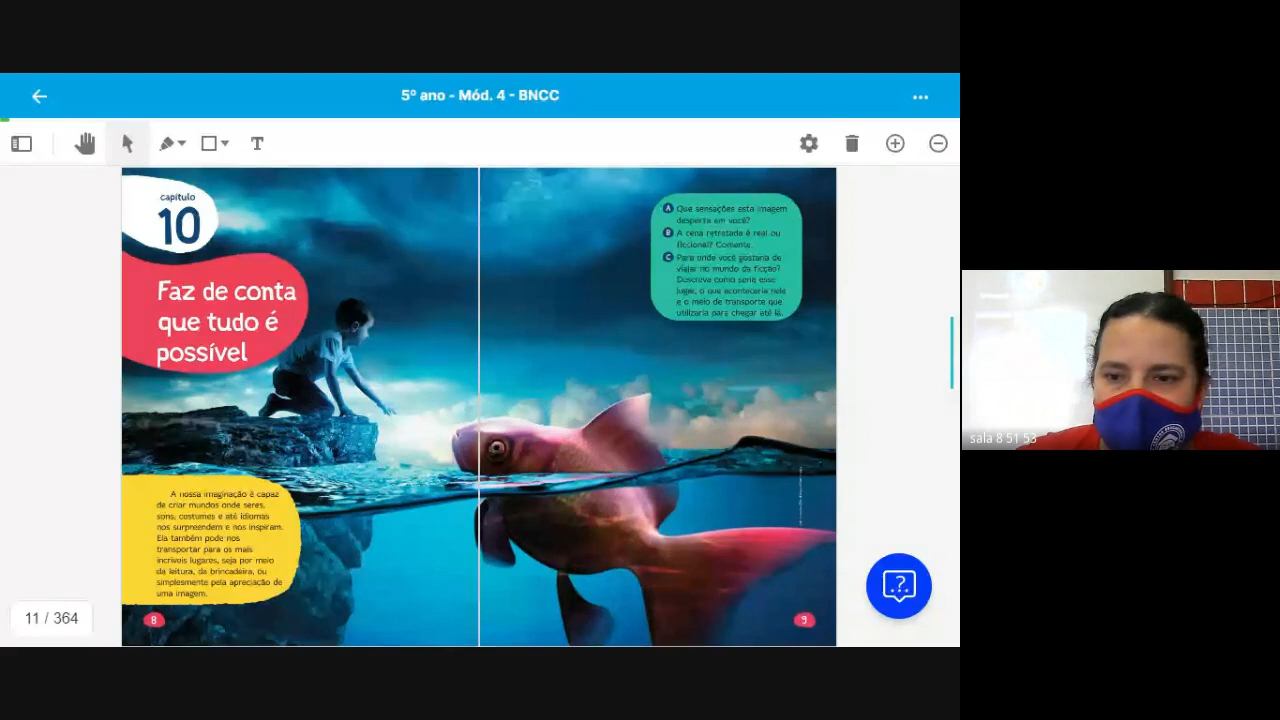 5º ano - Mód. 4 - BNCC
capítulo
10
Faz de conta
que tudo é
possível
A Que sensações esta imagem
desperta em você?
B A cena retratada é real ou
ficcional? Comente.
C Para onde você gostaria de
viajar no mundo da ficção?
Descreva como seria esse
lugar, o que aconteceria nele
e o meio de transporte que
utilizaria para chegar até lá.
A nossa imaginação é capaz
de criar mundos onde seres,
sons, costumes e até idiomas
nos surpreendem e nos inspiram.
Ela também pode nos
transportar para os mais
incríveis lugares, seja por meio
da leitura, da brincadeira, ou
simplesmente pela apreciação de
uma imagem.
8
9
11 / 364
sala 8 51 53